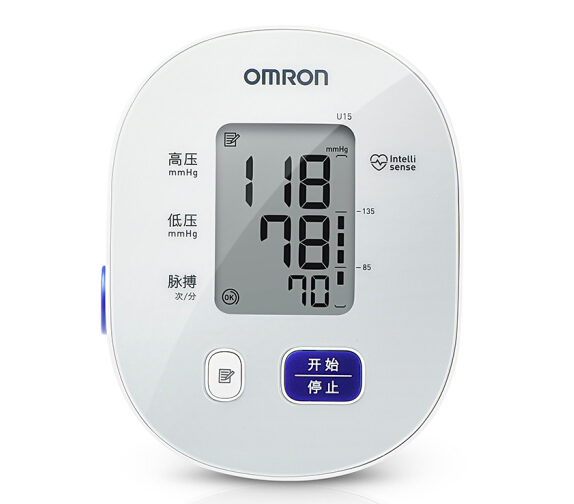 OMRON
U15
mmHg
高压
mmHg
118
Intelli
sense
低压
mmHg
78
135
85
脉搏
次/分
70
OK
开始
停止